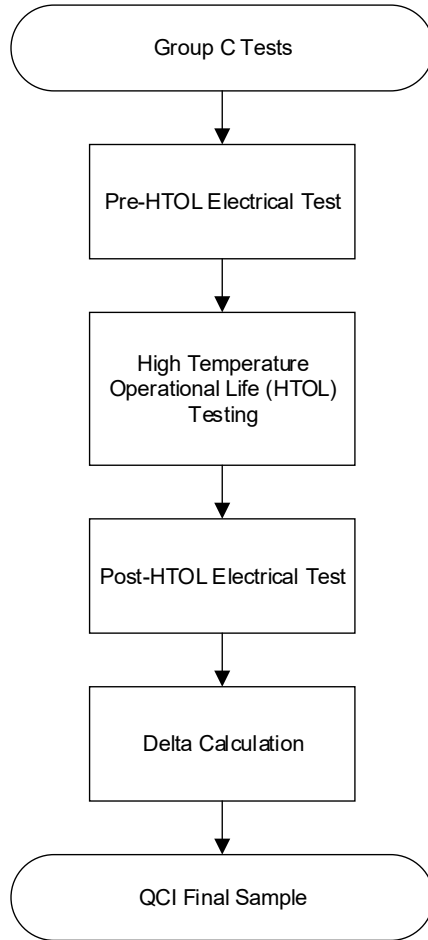 Group C Tests
Pre-HTOL Electrical Test
High Temperature
Operational Life (HTOL)
Testing
Post-HTOL Electrical Test
Delta Calculation
QCI Final Sample